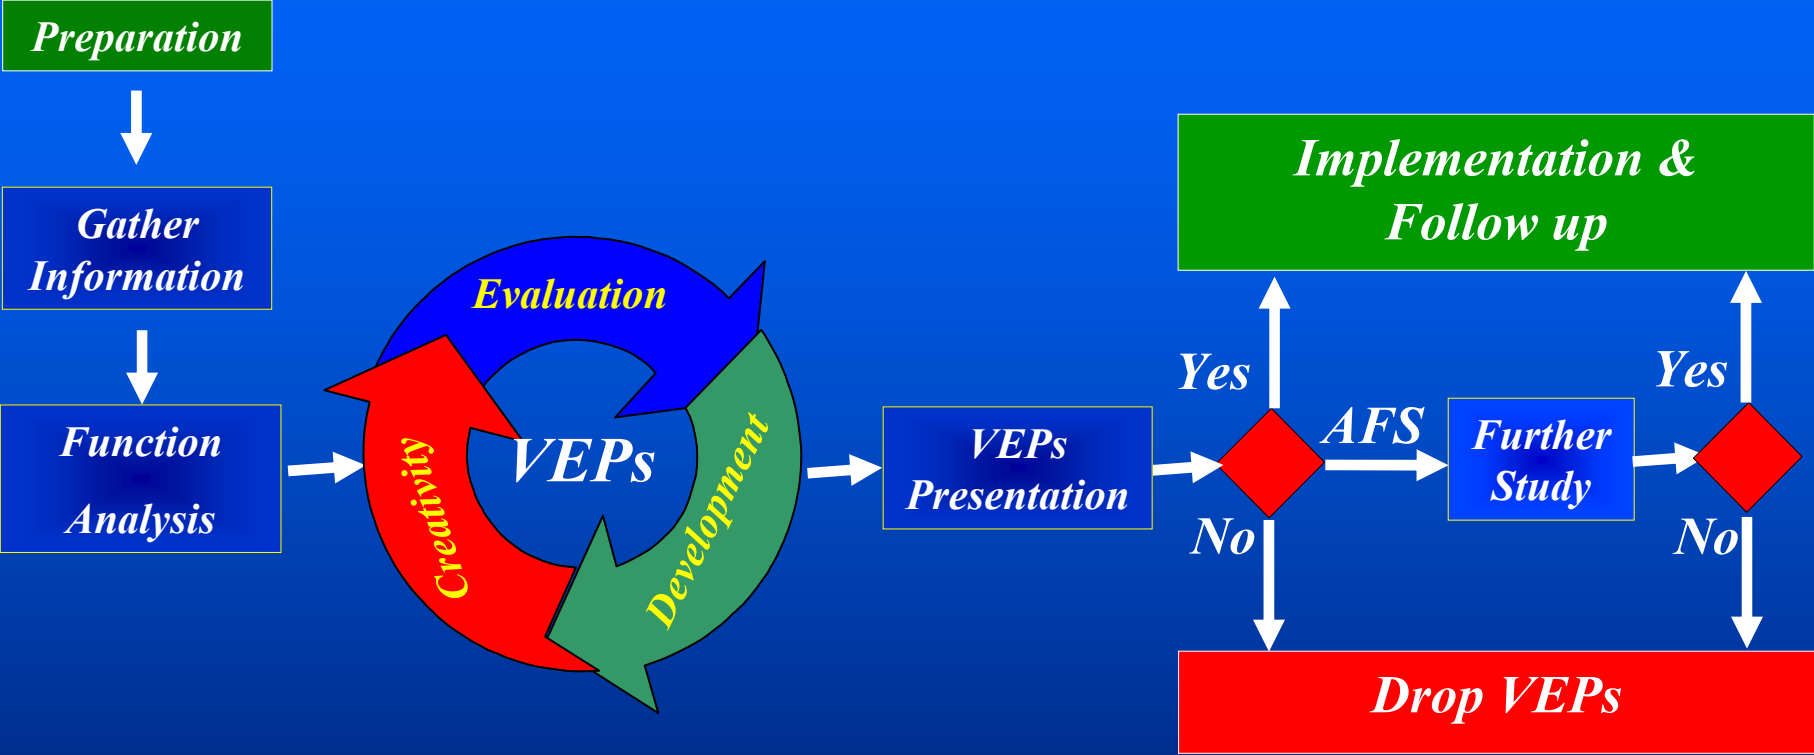 Preparation
Gather
Information
Function
Analysis
Evaluation
Creativity
VEPs
Development
VEPs
Presentation
Implementation &
Follow up
Yes
AFS
No
Further
Study
Yes
No
Drop VEPs